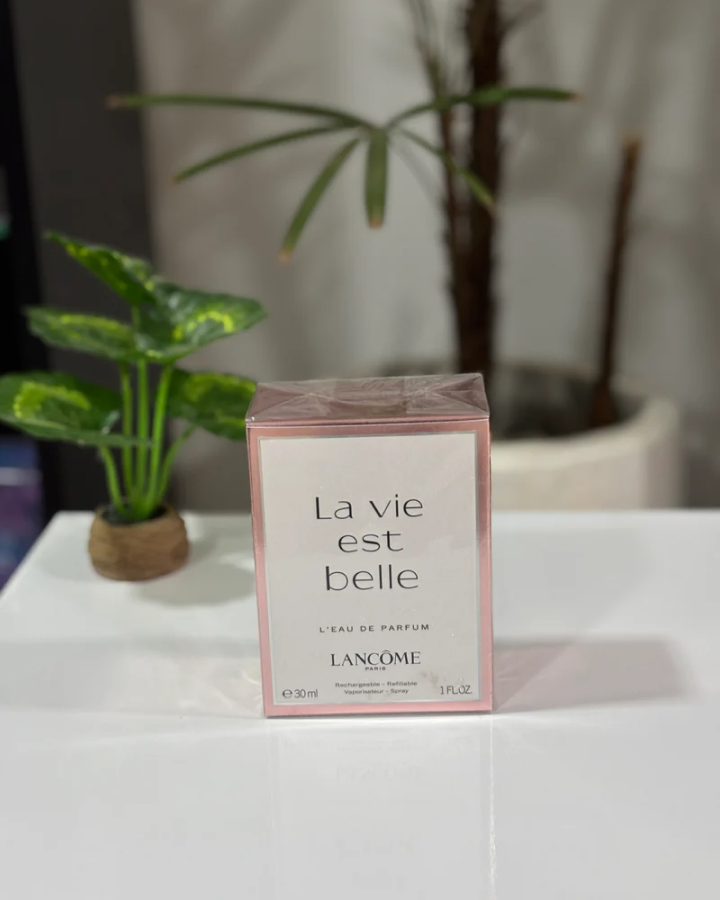 La vie
est
belle
L'EAU DE PARFUM
LANCÔME
PARIS
Rechargeable - Refillable
Vaporisateur - Spray
℮ 30 ml
1 FL.OZ.